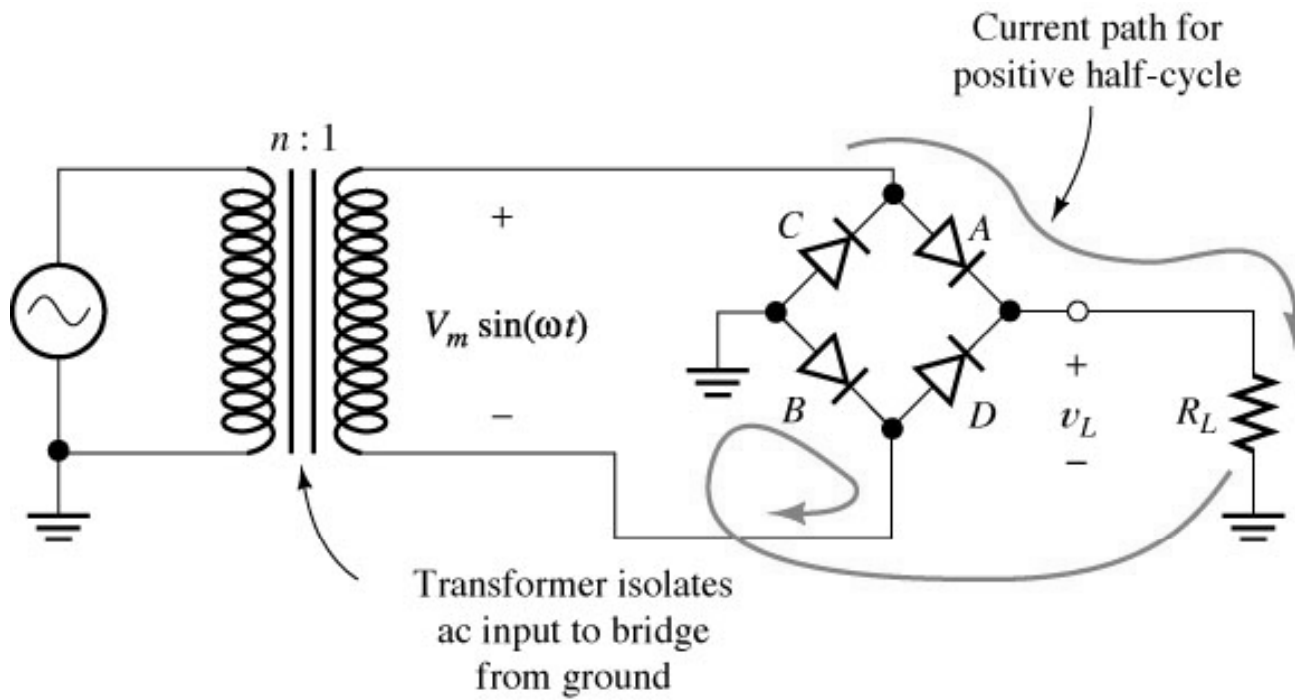 Current path for
positive half-cycle
n : 1
+
C
A
V_m sin(ωt)
+
−
B
D
v_L
R_L
−
Transformer isolates
ac input to bridge
from ground